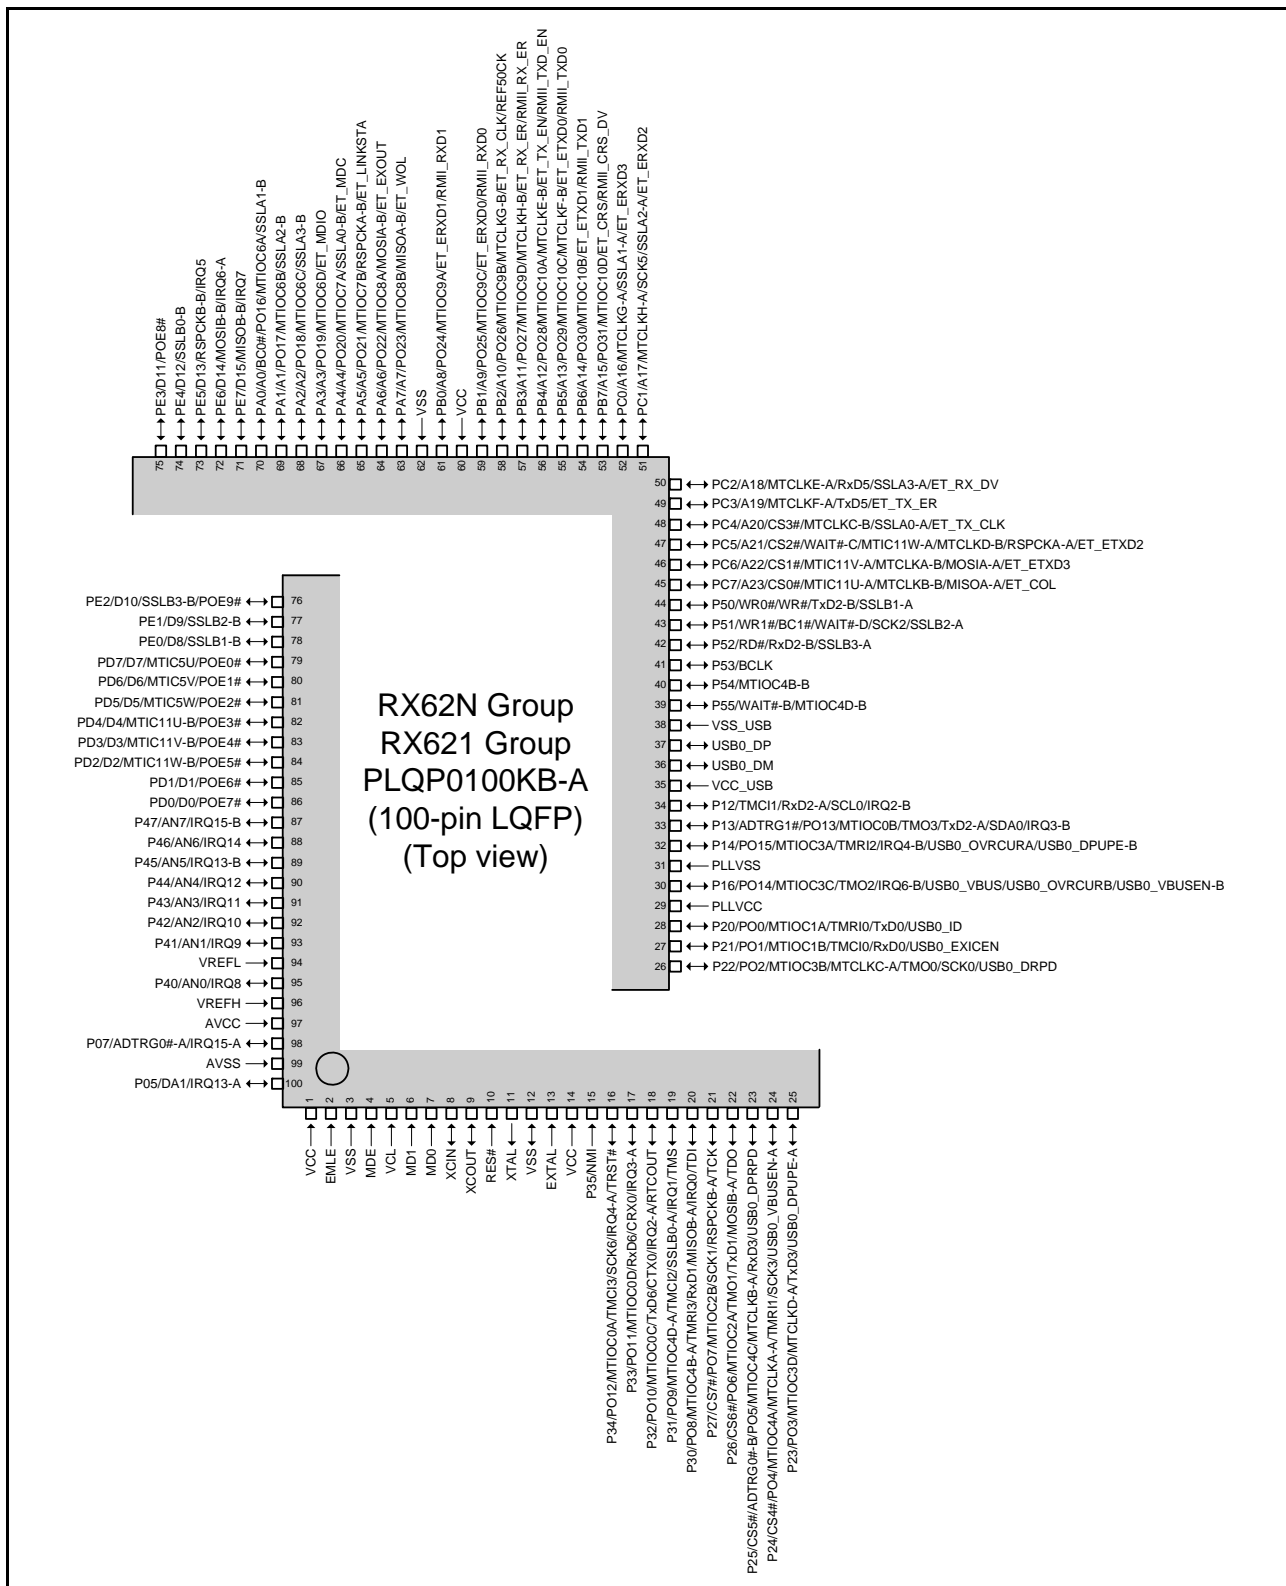 PE3/D11/POE8#
PE4/D12/SSLB0-B
PE5/D13/RSPCKB-B/IRQ5
PE6/D14/MOSIB-B/IRQ6-A
PE7/D15/MISOB-B/IRQ7
PA0/A0/BC0#/PO16/MTIOC6A/SSLA1-B
PA1/A1/PO17/MTIOC6B/SSLA2-B
PA2/A2/PO18/MTIOC6C/SSLA3-B
PA3/A3/PO19/MTIOC6D/ET_MDIO
PA4/A4/PO20/MTIOC7A/SSLA0-B/ET_MDC
PA5/A5/PO21/MTIOC7B/RSPCKA-B/ET_LINKSTA
PA6/A6/PO22/MTIOC8A/MOSIA-B/ET_EXOUT
PA7/A7/PO23/MTIOC8B/MISOA-B/ET_WOL
VSS
PB0/A8/PO24/MTIOC9A/ET_ERXD1/RMII_RXD1
VCC
PB1/A9/PO25/MTIOC9C/ET_ERXD0/RMII_RXD0
PB2/A10/PO26/MTIOC9B/MTCLKG-B/ET_RX_CLK/REF50CK
PB3/A11/PO27/MTIOC9D/MTCLKH-B/ET_RX_ER/RMII_RX_ER
PB4/A12/PO28/MTIOC10A/MTCLKE-B/ET_TX_EN/RMII_TXD_EN
PB5/A13/PO29/MTIOC10C/MTCLKF-B/ET_ETXD0/RMII_TXD0
PB6/A14/PO30/MTIOC10B/ET_ETXD1/RMII_TXD1
PB7/A15/PO31/MTIOC10D/ET_CRS/RMII_CRS_DV
PC0/A16/MTCLKG-A/SSLA1-A/ET_ERXD3
PC1/A17/MTCLKH-A/SCK5/SSLA2-A/ET_ERXD2
75 74 73 72 71 70 69 68 67 66 65 64 63 62 61 60 59 58 57 56 55 54 53 52 51
50 PC2/A18/MTCLKE-A/RxD5/SSLA3-A/ET_RX_DV
49 PC3/A19/MTCLKF-A/TxD5/ET_TX_ER
48 PC4/A20/CS3#/MTCLKC-B/SSLA0-A/ET_TX_CLK
47 PC5/A21/CS2#/WAIT#-C/MTIC11W-A/MTCLKD-B/RSPCKA-A/ET_ETXD2
46 PC6/A22/CS1#/MTIC11V-A/MTCLKA-B/MOSIA-A/ET_ETXD3
45 PC7/A23/CS0#/MTIC11U-A/MTCLKB-B/MISOA-A/ET_COL
44 P50/WR0#/WR#/TxD2-B/SSLB1-A
43 P51/WR1#/BC1#/WAIT#-D/SCK2/SSLB2-A
42 P52/RD#/RxD2-B/SSLB3-A
41 P53/BCLK
40 P54/MTIOC4B-B
39 P55/WAIT#-B/MTIOC4D-B
38 VSS_USB
37 USB0_DP
36 USB0_DM
35 VCC_USB
34 P12/TMCI1/RxD2-A/SCL0/IRQ2-B
33 P13/ADTRG1#/PO13/MTIOC0B/TMO3/TxD2-A/SDA0/IRQ3-B
32 P14/PO15/MTIOC3A/TMRI2/IRQ4-B/USB0_OVRCURA/USB0_DPUPE-B
31 PLLVSS
30 P16/PO14/MTIOC3C/TMO2/IRQ6-B/USB0_VBUS/USB0_OVRCURB/USB0_VBUSEN-B
29 PLLVCC
28 P20/PO0/MTIOC1A/TMRI0/TxD0/USB0_ID
27 P21/PO1/MTIOC1B/TMCI0/RxD0/USB0_EXICEN
26 P22/PO2/MTIOC3B/MTCLKC-A/TMO0/SCK0/USB0_DRPD
PE2/D10/SSLB3-B/POE9# 76
PE1/D9/SSLB2-B 77
PE0/D8/SSLB1-B 78
PD7/D7/MTIC5U/POE0# 79
PD6/D6/MTIC5V/POE1# 80
PD5/D5/MTIC5W/POE2# 81
PD4/D4/MTIC11U-B/POE3# 82
PD3/D3/MTIC11V-B/POE4# 83
PD2/D2/MTIC11W-B/POE5# 84
PD1/D1/POE6# 85
PD0/D0/POE7# 86
P47/AN7/IRQ15-B 87
P46/AN6/IRQ14 88
P45/AN5/IRQ13-B 89
P44/AN4/IRQ12 90
P43/AN3/IRQ11 91
P42/AN2/IRQ10 92
P41/AN1/IRQ9 93
VREFL 94
P40/AN0/IRQ8 95
VREFH 96
AVCC 97
P07/ADTRG0#-A/IRQ15-A 98
AVSS 99
P05/DA1/IRQ13-A 100
RX62N Group
RX621 Group
PLQP0100KB-A
(100-pin LQFP)
(Top view)
1 2 3 4 5 6 7 8 9 10 11 12 13 14 15 16 17 18 19 20 21 22 23 24 25
VCC
EMLE
VSS
MDE
VCL
MD1
MD0
XCIN
XCOUT
RES#
XTAL
VSS
EXTAL
VCC
P35/NMI
P34/PO12/MTIOC0A/TMCI3/SCK6/IRQ4-A/TRST#
P33/PO11/MTIOC0D/RxD6/CRX0/IRQ3-A
P32/PO10/MTIOC0C/TxD6/CTX0/IRQ2-A/RTCOUT
P31/PO9/MTIOC4D-A/TMCI2/SSLB0-A/IRQ1/TMS
P30/PO8/MTIOC4B-A/TMRI3/RxD1/MISOB-A/IRQ0/TDI
P27/CS7#/PO7/MTIOC2B/SCK1/RSPCKB-A/TCK
P26/CS6#/PO6/MTIOC2A/TMO1/TxD1/MOSIB-A/TDO
P25/CS5#/ADTRG0#-B/PO5/MTIOC4C/MTCLKB-A/RxD3/USB0_DPRPD
P24/CS4#/PO4/MTIOC4A/MTCLKA-A/TMRI1/SCK3/USB0_VBUSEN-A
P23/PO3/MTIOC3D/MTCLKD-A/TxD3/USB0_DPUPE-A